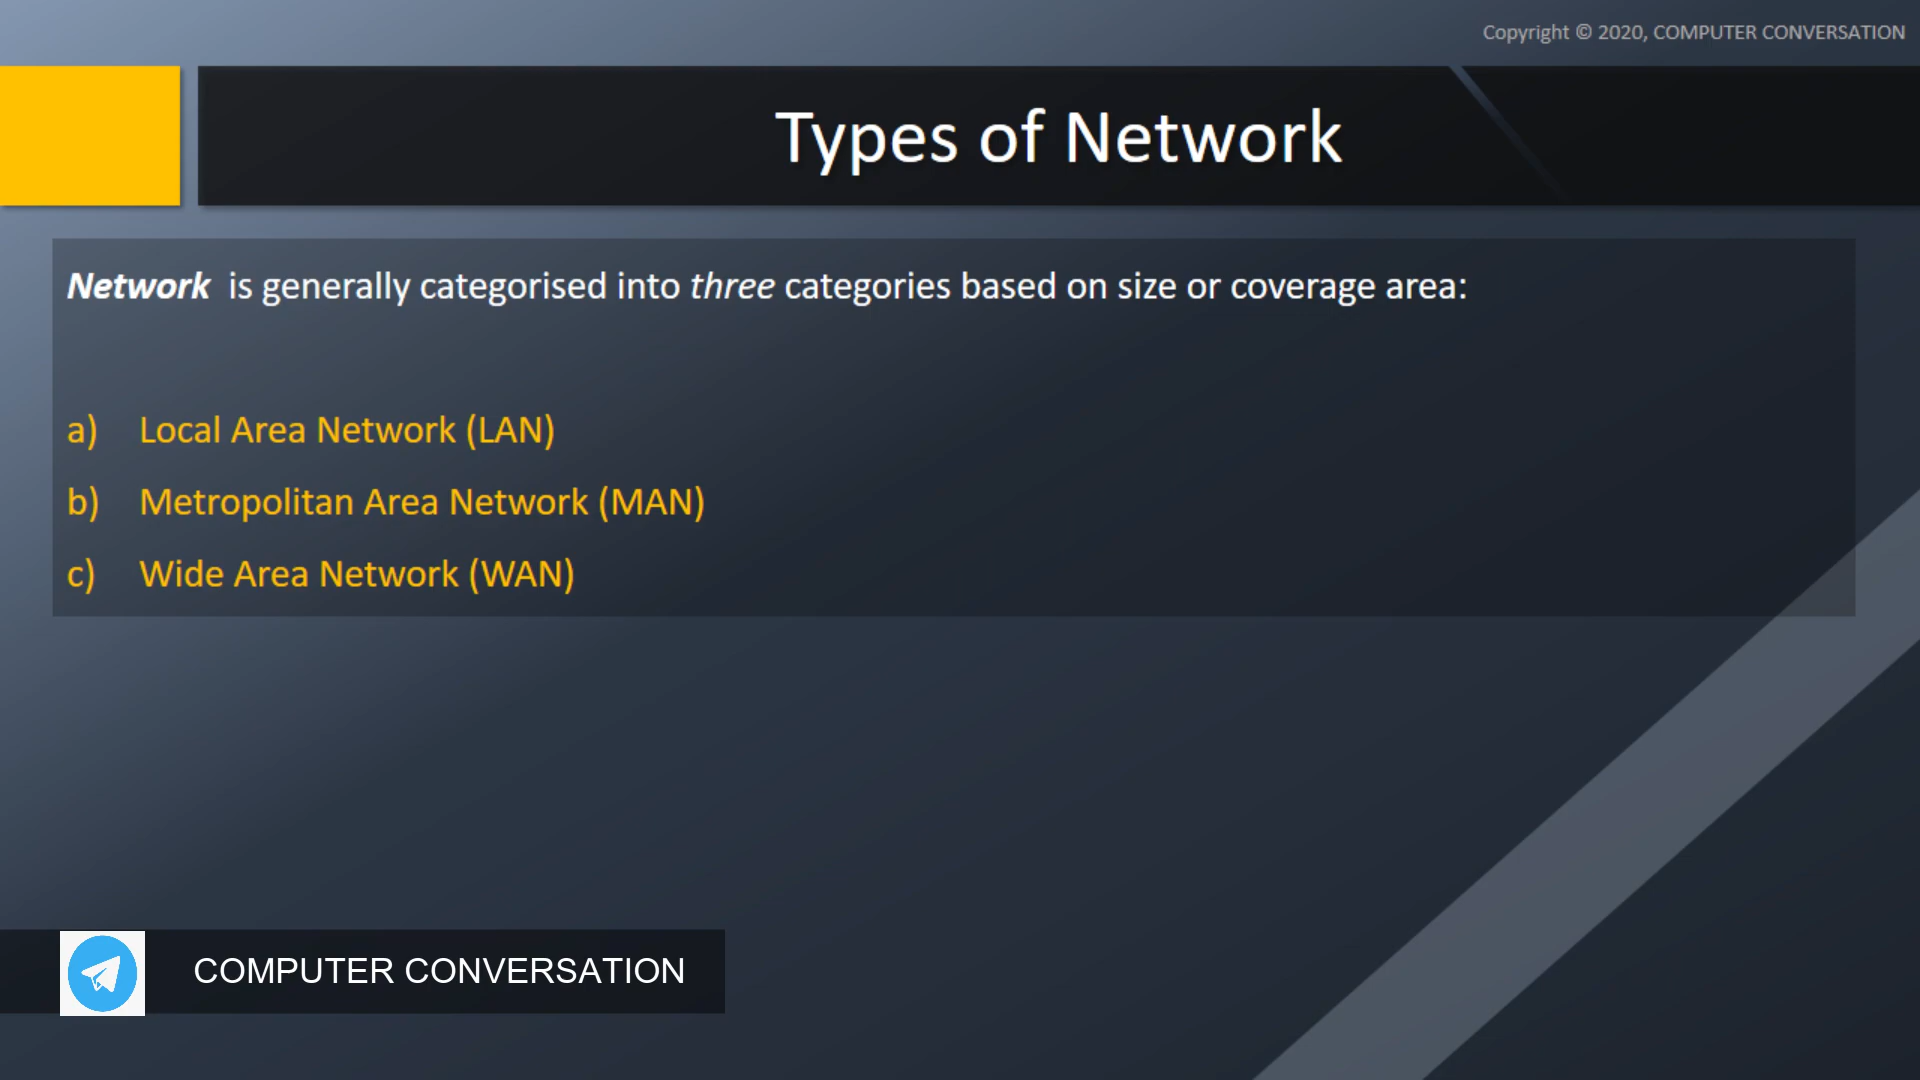 Copyright © 2020, COMPUTER CONVERSATION
Types of Network
Network is generally categorised into three categories based on size or coverage area:
a) Local Area Network (LAN)
b) Metropolitan Area Network (MAN)
c) Wide Area Network (WAN)
COMPUTER CONVERSATION